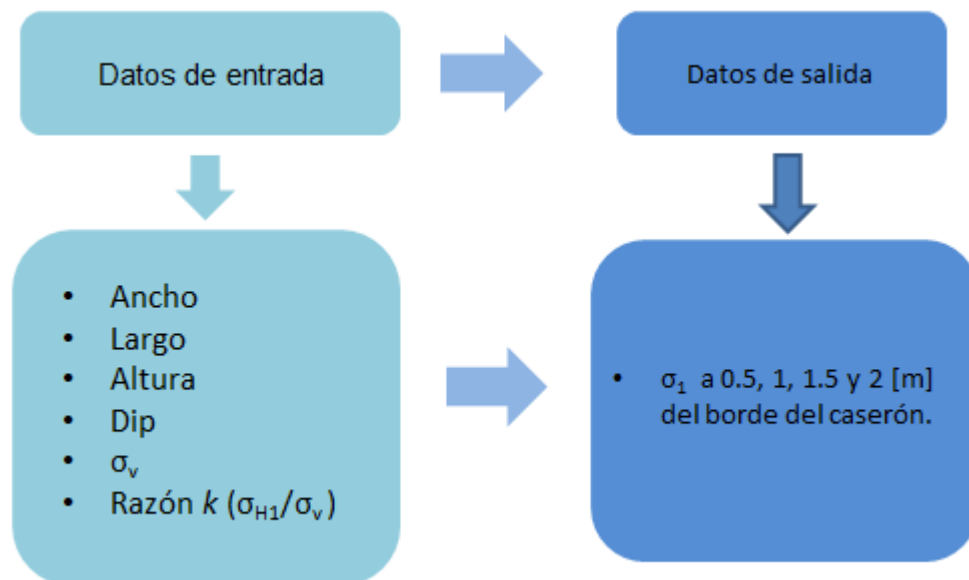 Datos de entrada
Datos de salida
• Ancho
• Largo
• Altura
• Dip
• σᵥ
• Razón k (σH1/σv)
• σ₁ a 0.5, 1, 1.5 y 2 [m]
del borde del caserón.